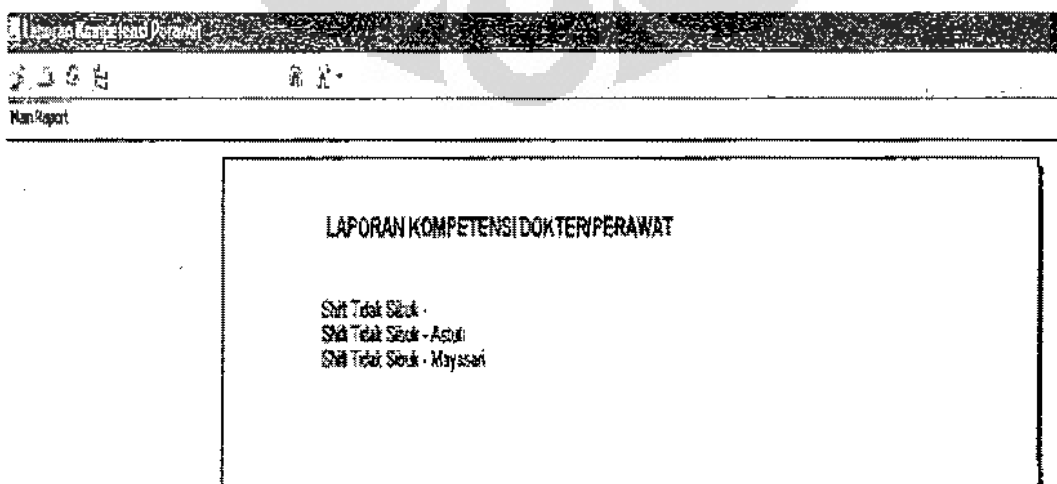 Laporan Kompetensi Perawat
Main Report
LAPORAN KOMPETENSI DOKTER/PERAWAT
Shift Tidak Sibuk -
Shift Tidak Sibuk - Astuti
Shift Tidak Sibuk - Mayasari